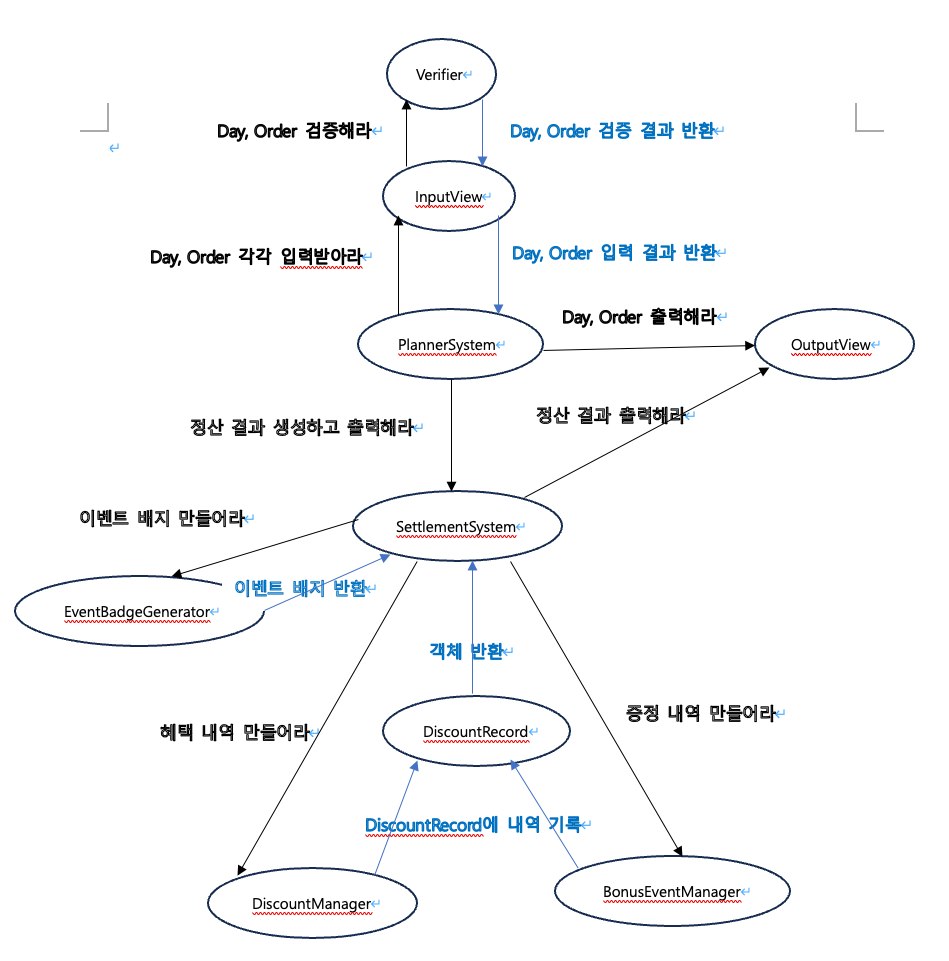 Verifier
Day, Order 검증해라
Day, Order 검증 결과 반환
InputView
Day, Order 각각 입력받아라
Day, Order 입력 결과 반환
Day, Order 출력해라
PlannerSystem
OutputView
정산 결과 생성하고 출력해라
정산 결과 출력해라
이벤트 배지 만들어라
SettlementSystem
이벤트 배지 반환
EventBadgeGenerator
객체 반환
증정 내역 만들어라
혜택 내역 만들어라
DiscountRecord
DiscountRecord에 내역 기록
DiscountManager
BonusEventManager